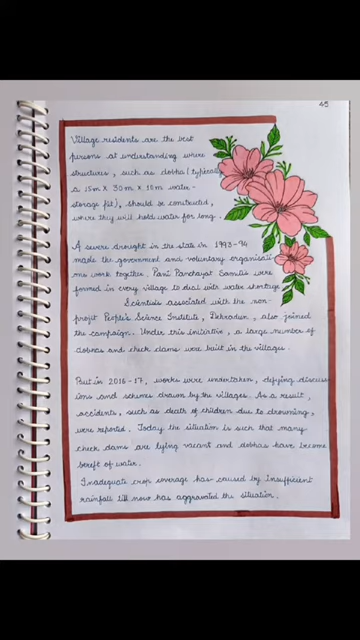 45
Village residents are the best
persons at understanding where
structures, such as dobha (typically
a 15m X 30m X 10m water-
storage pit), should be constructed,
where they will hold water for long.
A severe drought in the state in 1993-94
made the government and voluntary organisati-
ons work together. Pani Panchayat Samitis were
formed in every village to deal with water shortage
Scientists associated with the non-
profit People's Science Institute, Dehradun, also joined
the campaign. Under this initiative, a large number of
dobhas and check dams were built in the villages.
But in 2016-17, works were undertaken, defying discuss
ions and schemes drawn by the villages. As a result,
accidents, such as death of children due to drowning,
were reported. Today the situation is such that many
check dams are lying vacant and dobhas have become
bereft of water.
Inadequate crop coverage has caused by insufficient
rainfall till now has aggravated the situation.